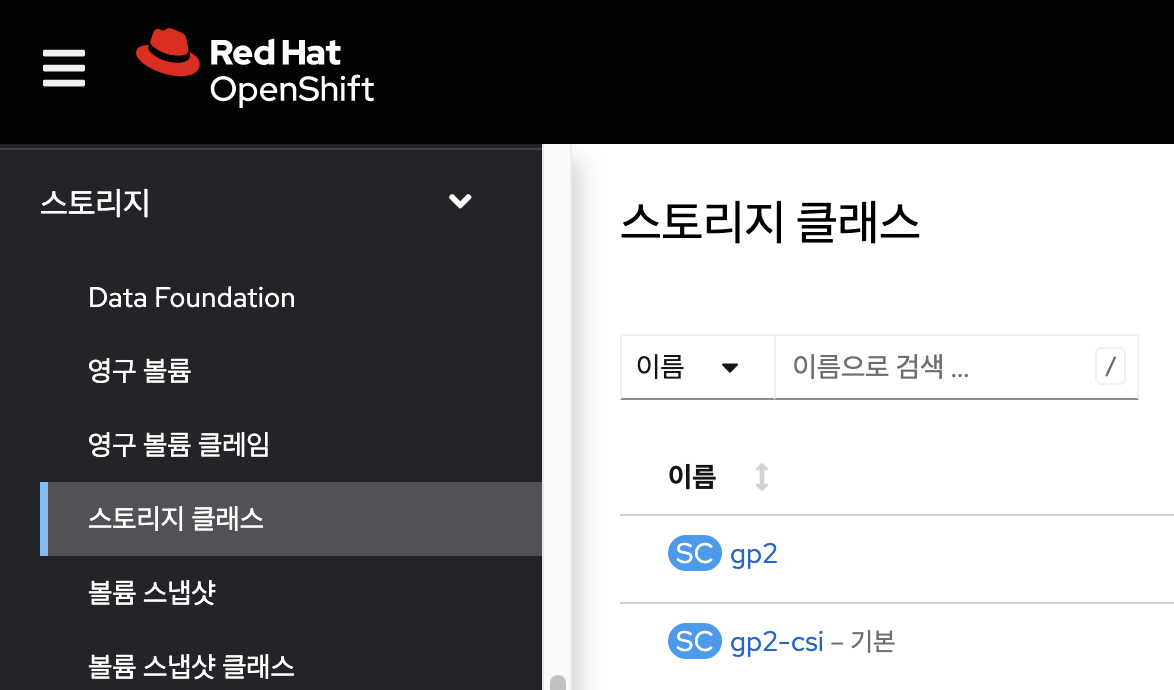 Red Hat
OpenShift
스토리지
Data Foundation
영구 볼륨
영구 볼륨 클레임
스토리지 클래스
볼륨 스냅샷
볼륨 스냅샷 클래스
스토리지 클래스
이름 이름으로 검색 ... /
이름
SC gp2
SC gp2-csi – 기본